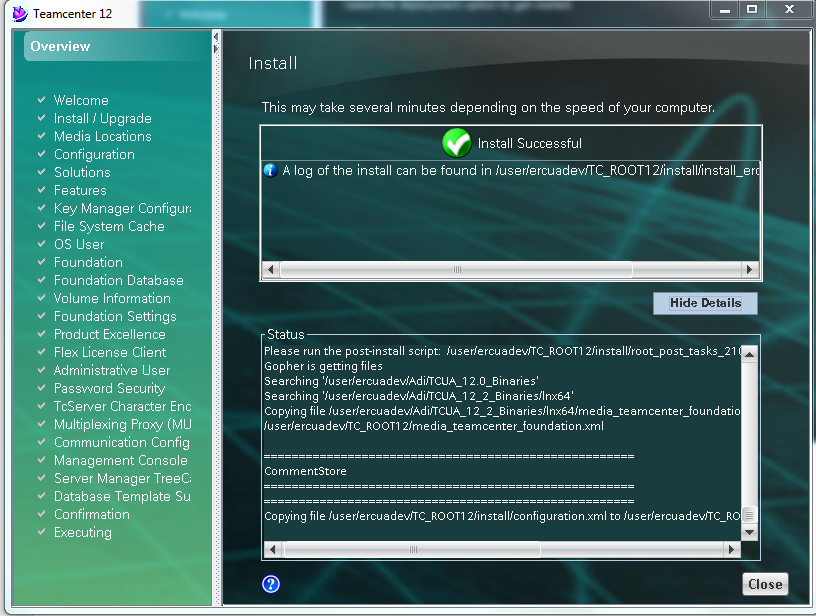 Teamcenter 12
Overview
Welcome
Install / Upgrade
Media Locations
Configuration
Solutions
Features
Key Manager Configura
File System Cache
OS User
Foundation
Foundation Database
Volume Information
Foundation Settings
Product Excellence
Flex License Client
Administrative User
Password Security
TcServer Character Enc
Multiplexing Proxy (MU
Communication Config
Management Console
Server Manager TreeCa
Database Template Su
Confirmation
Executing
Install
This may take several minutes depending on the speed of your computer.
Install Successful
A log of the install can be found in /user/ercuadev/TC_ROOT12/install/install_erc
Hide Details
Status
Please run the post-install script:  /user/ercuadev/TC_ROOT12/install/root_post_tasks_210
Gopher is getting files
Searching '/user/ercuadev/Adi/TCUA_12.0_Binaries'
Searching '/user/ercuadev/Adi/TCUA_12_2_Binaries/lnx64'
Copying file /user/ercuadev/Adi/TCUA_12_2_Binaries/lnx64/media_teamcenter_foundatio
/user/ercuadev/TC_ROOT12/media_teamcenter_foundation.xml
=====================================================
CommentStore
=====================================================
=====================================================
Copying file /user/ercuadev/TC_ROOT12/install/configuration.xml to /user/ercuadev/TC_RO
Close